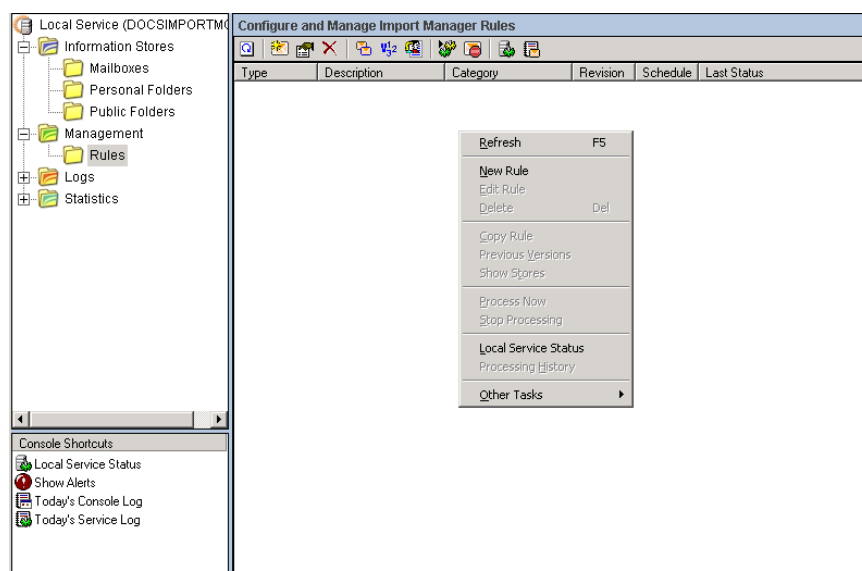 Local Service (DOCSIMPORTM
Information Stores
Mailboxes
Personal Folders
Public Folders
Management
Rules
Logs
Statistics
Console Shortcuts
Local Service Status
Show Alerts
Today's Console Log
Today's Service Log
Configure and Manage Import Manager Rules
Type Description Category Revision Schedule Last Status
Refresh F5
New Rule
Edit Rule
Delete Del
Copy Rule
Previous Versions
Show Stores
Process Now
Stop Processing
Local Service Status
Processing History
Other Tasks